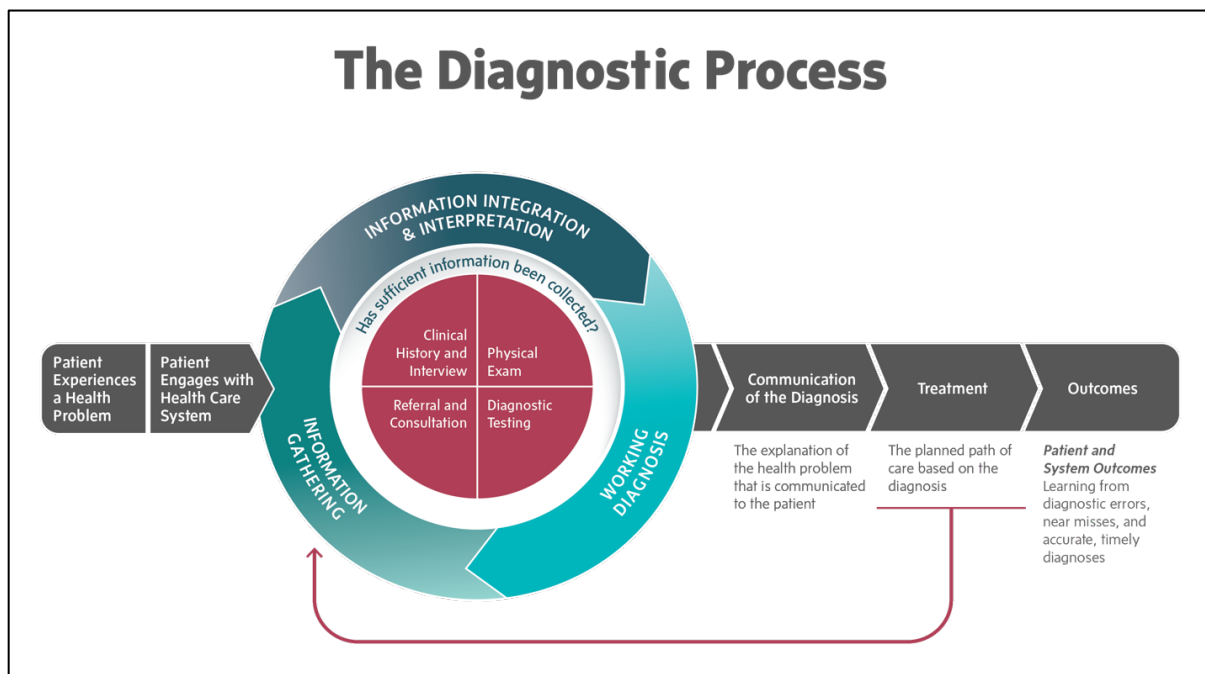 The Diagnostic Process
Patient
Experiences
a Health
Problem
Patient
Engages with
Health Care
System
INFORMATION GATHERING
INFORMATION INTEGRATION
& INTERPRETATION
Has sufficient information been collected?
Clinical
History and
Interview
Physical
Exam
Referral and
Consultation
Diagnostic
Testing
WORKING
DIAGNOSIS
Communication
of the Diagnosis
The explanation of
the health problem
that is communicated
to the patient
Treatment
The planned path of
care based on the
diagnosis
Outcomes
Patient and
System Outcomes
Learning from
diagnostic errors,
near misses, and
accurate, timely
diagnoses